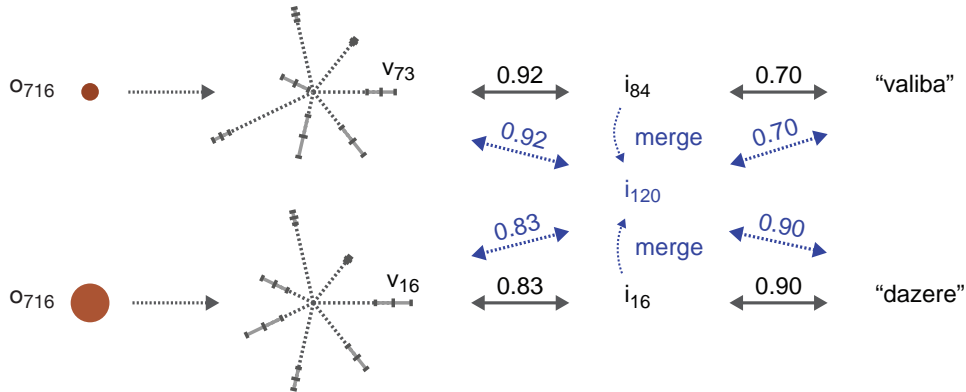 o716
v73
0.92
i84
0.70
“valiba”
0.92
merge
0.70
i120
0.83
merge
0.90
o716
v16
0.83
i16
0.90
“dazere”